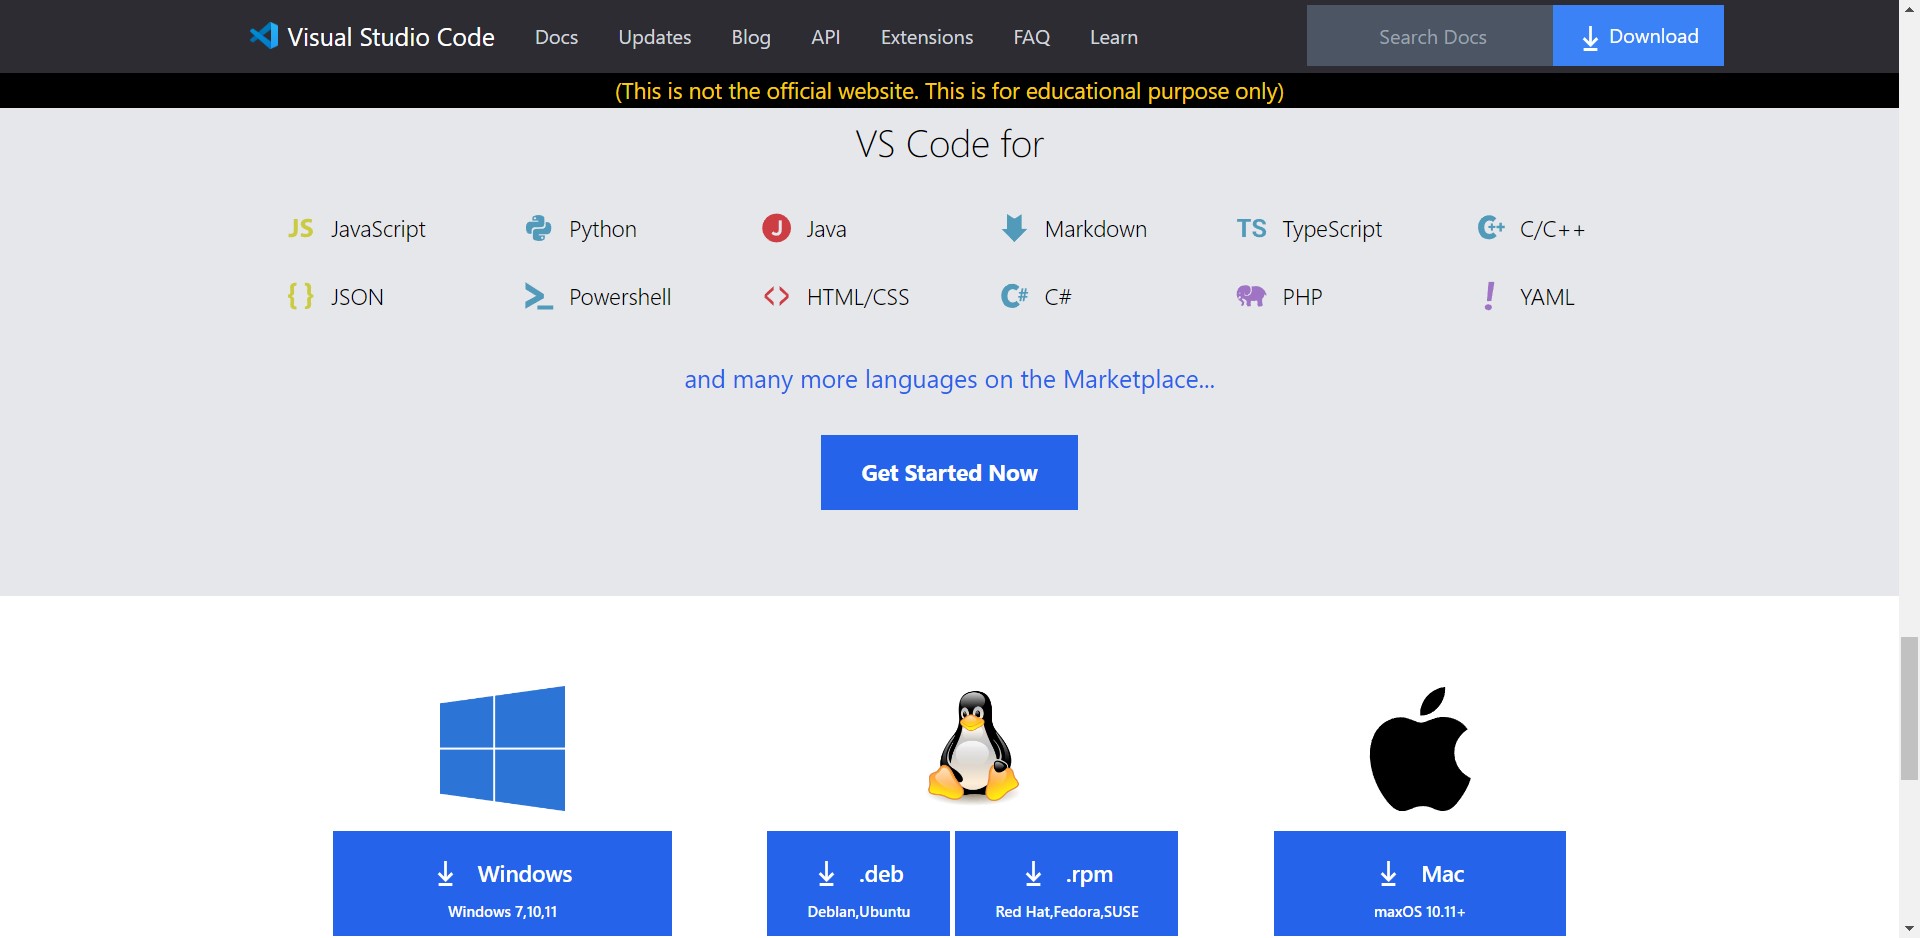 Visual Studio Code Docs Updates Blog API Extensions FAQ Learn Search Docs Download
(This is not the official website. This is for educational purpose only)
VS Code for
JS JavaScript Python J Java Markdown TS TypeScript C++ C/C++
{ } JSON >_ Powershell <> HTML/CSS C# C# PHP ! YAML
and many more languages on the Marketplace...
Get Started Now
Windows .deb .rpm Mac
Windows 7,10,11 Deblan,Ubuntu Red Hat,Fedora,SUSE maxOS 10.11+